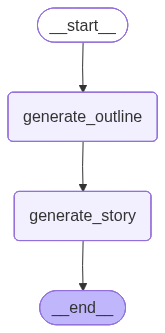 __start__
generate_outline
generate_story
__end__